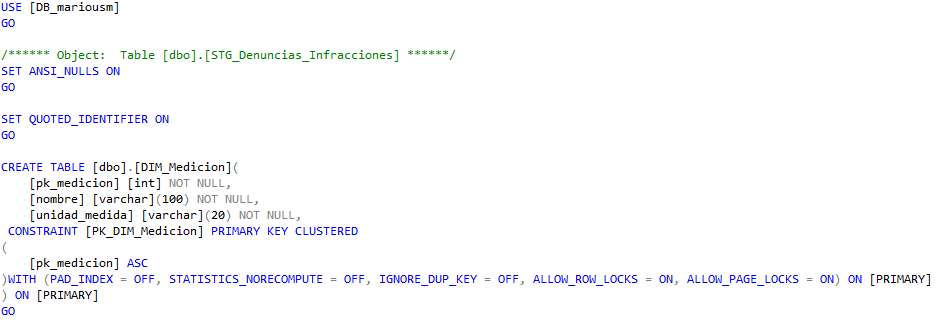 USE [DB_mariousm]
GO
/****** Object:  Table [dbo].[STG_Denuncias_Infracciones] ******/
SET ANSI_NULLS ON
GO
SET QUOTED_IDENTIFIER ON
GO
CREATE TABLE [dbo].[DIM_Medicion](
    [pk_medicion] [int] NOT NULL,
    [nombre] [varchar](100) NOT NULL,
    [unidad_medida] [varchar](20) NOT NULL,
 CONSTRAINT [PK_DIM_Medicion] PRIMARY KEY CLUSTERED
(
    [pk_medicion] ASC
)WITH (PAD_INDEX = OFF, STATISTICS_NORECOMPUTE = OFF, IGNORE_DUP_KEY = OFF, ALLOW_ROW_LOCKS = ON, ALLOW_PAGE_LOCKS = ON) ON [PRIMARY]
) ON [PRIMARY]
GO